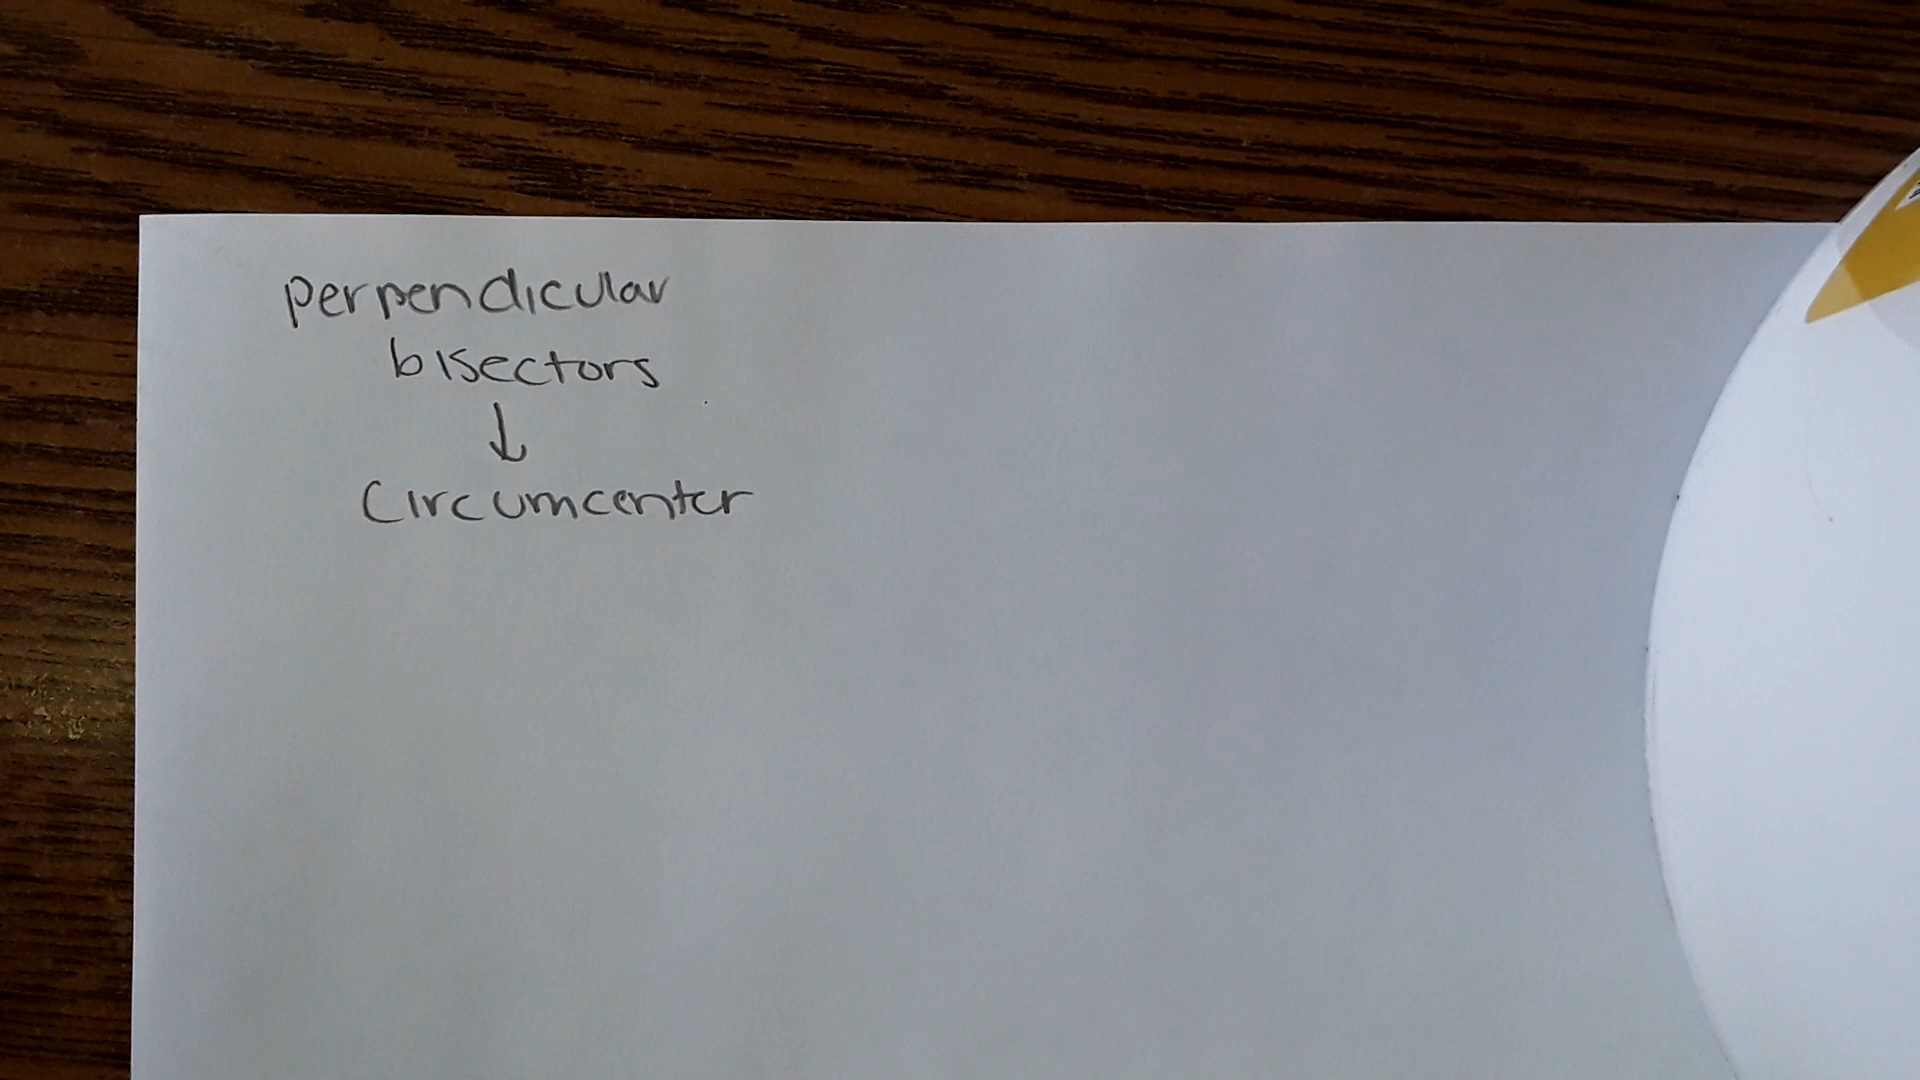 perpendicular
bisectors
↓
Circumcenter